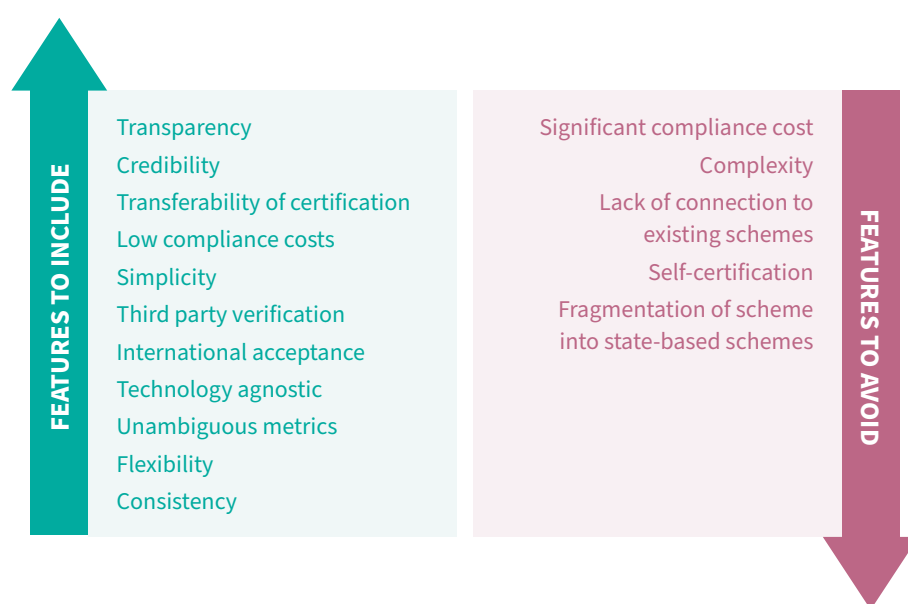 FEATURES TO INCLUDE
Transparency
Credibility
Transferability of certification
Low compliance costs
Simplicity
Third party verification
International acceptance
Technology agnostic
Unambiguous metrics
Flexibility
Consistency
Significant compliance cost
Complexity
Lack of connection to
existing schemes
Self-certification
Fragmentation of scheme
into state-based schemes
FEATURES TO AVOID